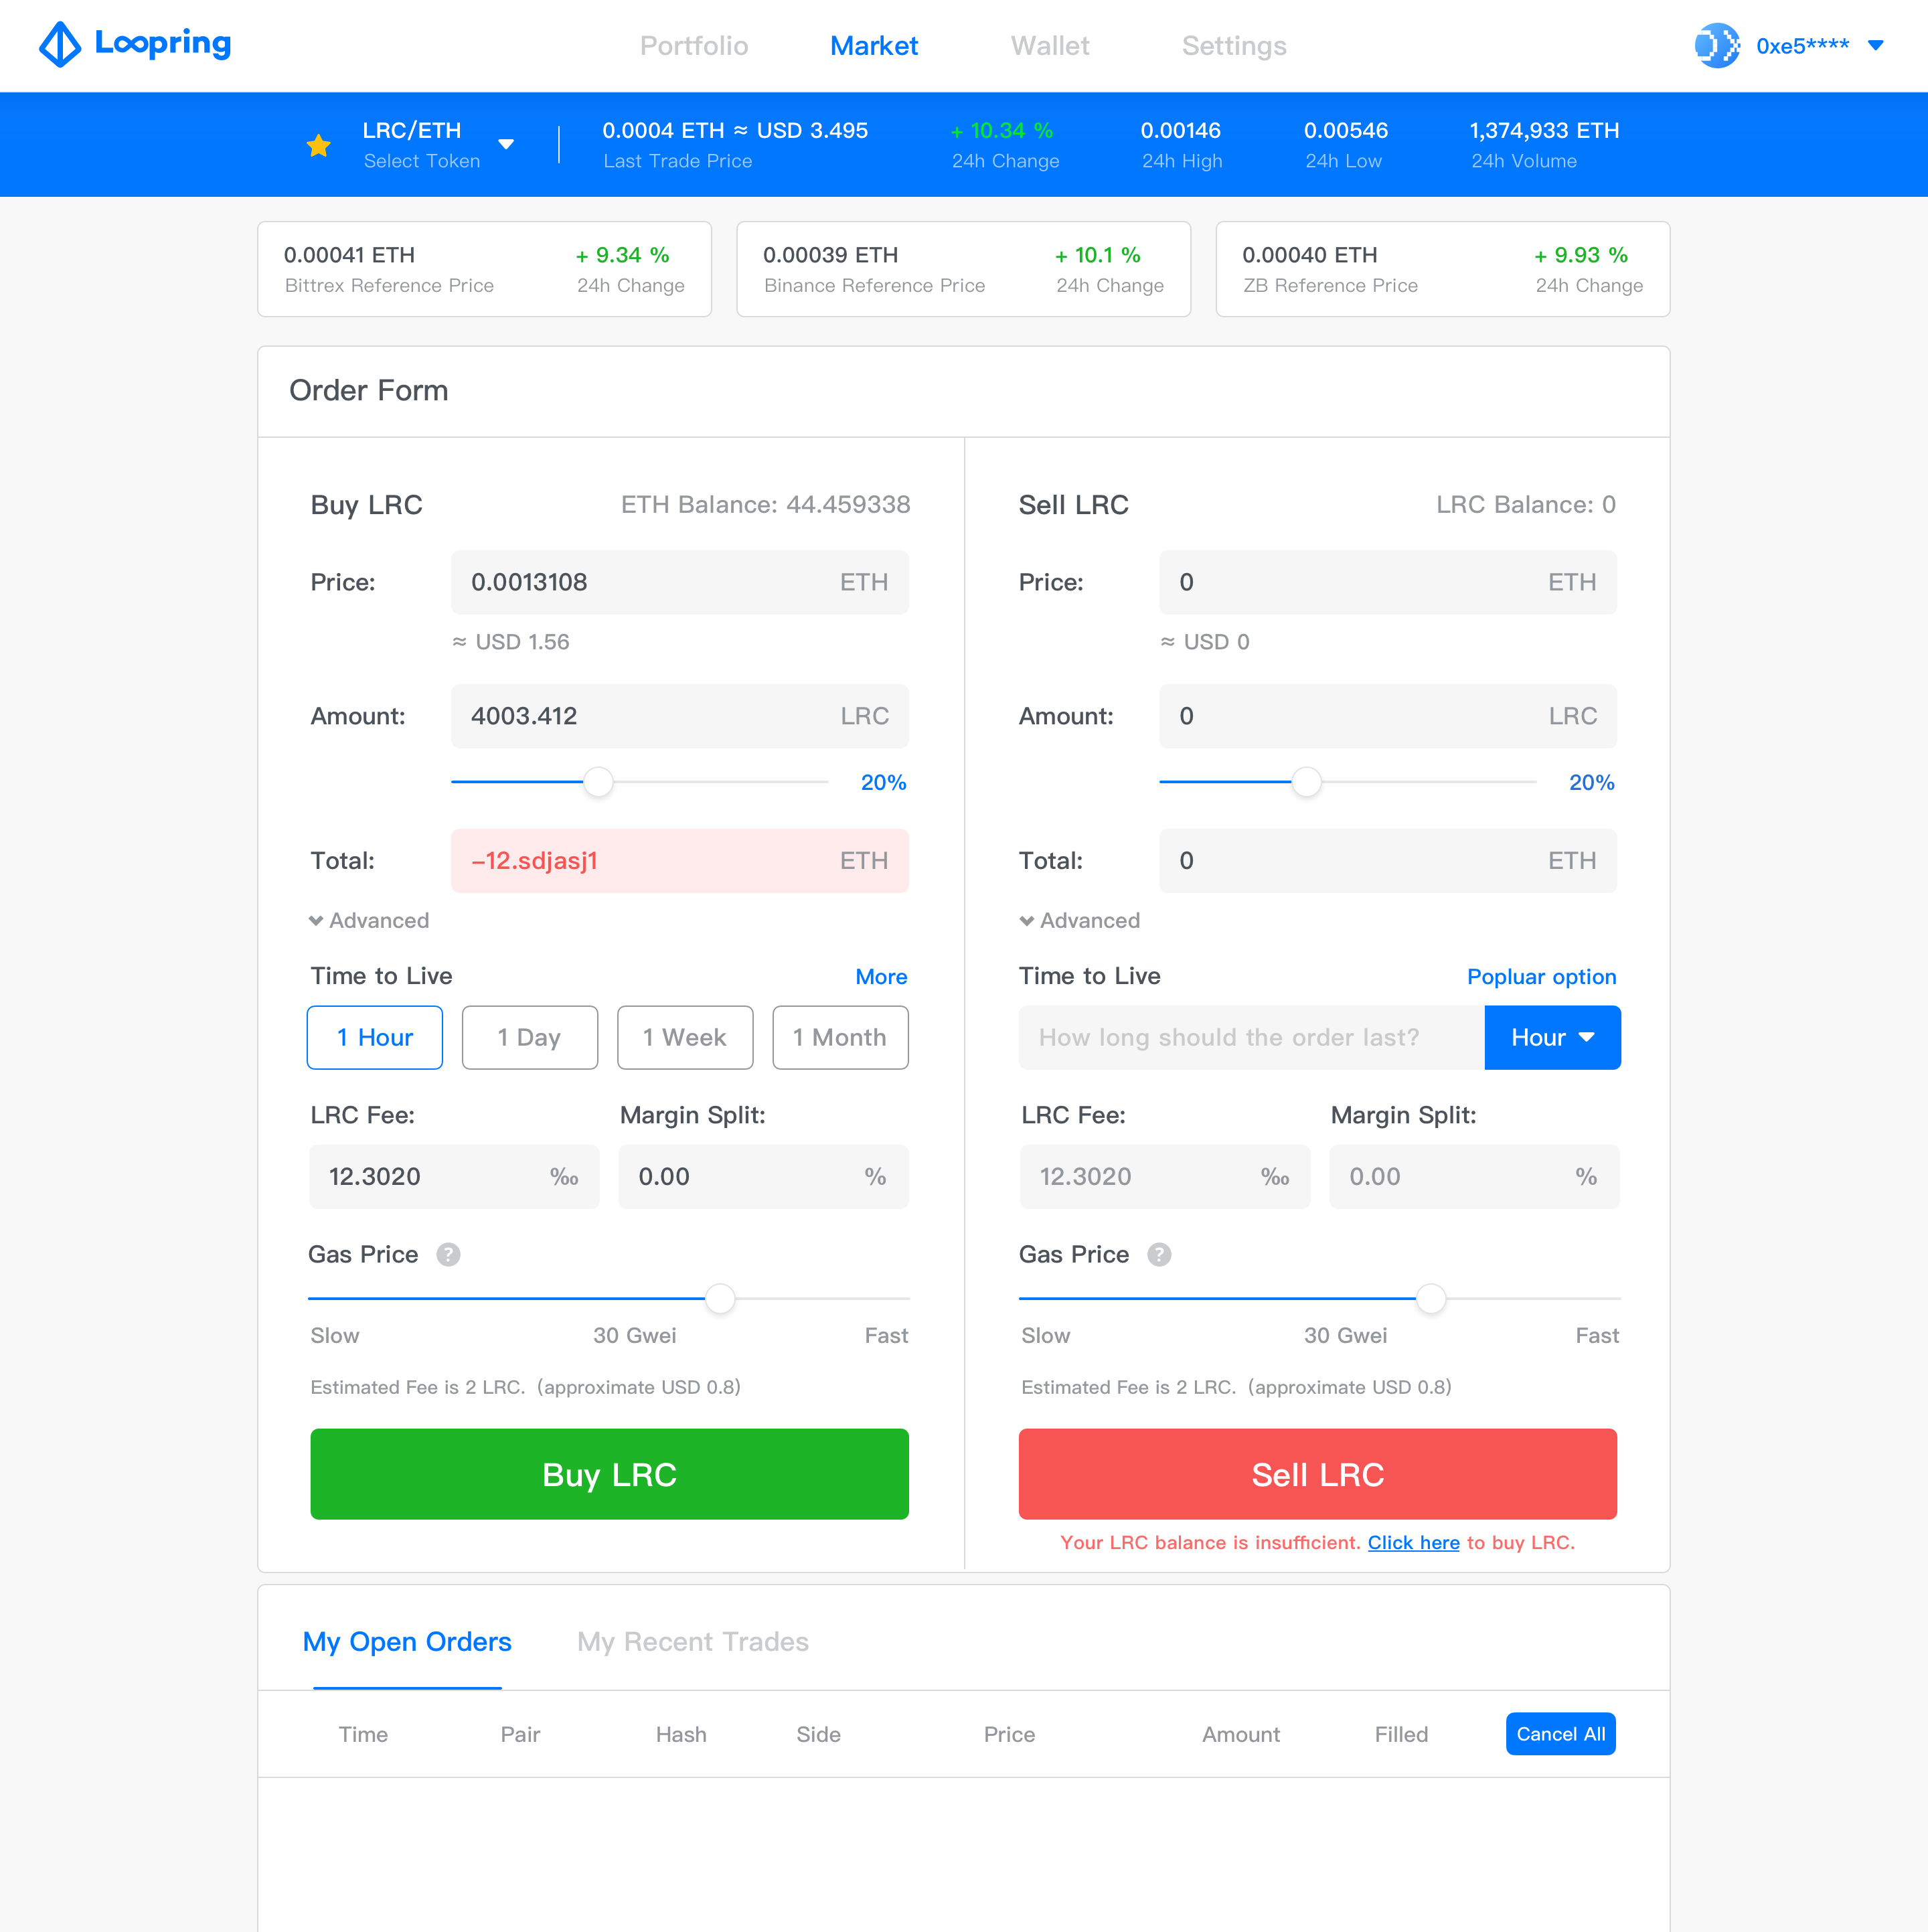 Loopring
Portfolio Market Wallet Settings
0xe5****
LRC/ETH
Select Token
0.0004 ETH ≈ USD 3.495
Last Trade Price
+ 10.34 %
24h Change
0.00146
24h High
0.00546
24h Low
1,374,933 ETH
24h Volume
0.00041 ETH + 9.34 %
Bittrex Reference Price 24h Change
0.00039 ETH + 10.1 %
Binance Reference Price 24h Change
0.00040 ETH + 9.93 %
ZB Reference Price 24h Change
Order Form
Buy LRC ETH Balance: 44.459338
Price: 0.0013108 ETH
≈ USD 1.56
Amount: 4003.412 LRC
20%
Total: –12.sdjasj1 ETH
Advanced
Time to Live More
1 Hour 1 Day 1 Week 1 Month
LRC Fee: Margin Split:
12.3020 ‰ 0.00 %
Gas Price ?
Slow 30 Gwei Fast
Estimated Fee is 2 LRC. (approximate USD 0.8)
Buy LRC
Sell LRC LRC Balance: 0
Price: 0 ETH
≈ USD 0
Amount: 0 LRC
20%
Total: 0 ETH
Advanced
Time to Live Popluar option
How long should the order last? Hour
LRC Fee: Margin Split:
12.3020 ‰ 0.00 %
Gas Price ?
Slow 30 Gwei Fast
Estimated Fee is 2 LRC. (approximate USD 0.8)
Sell LRC
Your LRC balance is insufficient. Click here to buy LRC.
My Open Orders My Recent Trades
Time Pair Hash Side Price Amount Filled Cancel All